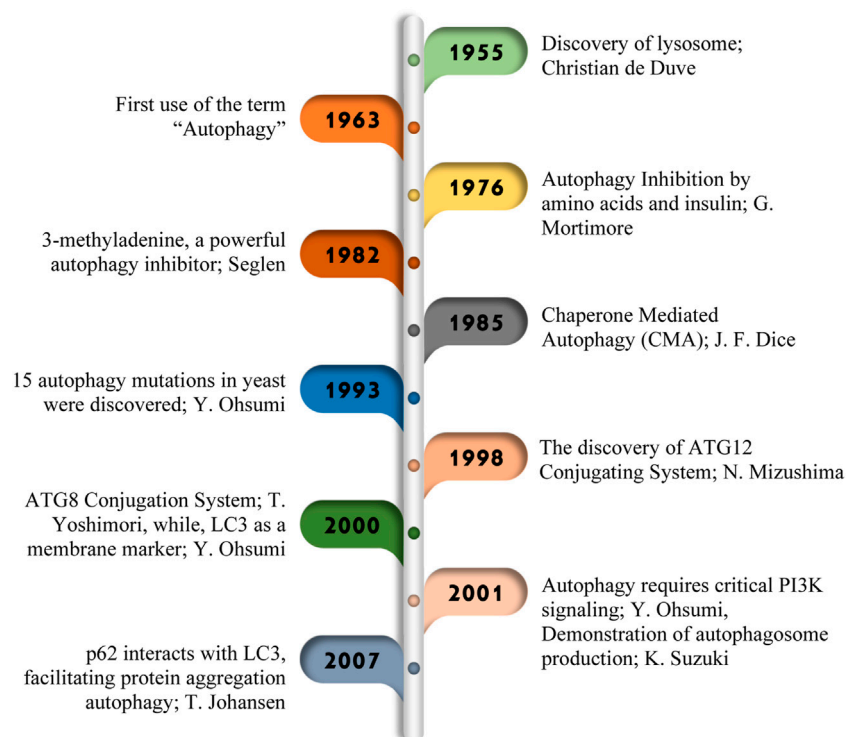 1955
Discovery of lysosome;
Christian de Duve
First use of the term
“Autophagy”
1963
1976
Autophagy Inhibition by
amino acids and insulin; G.
Mortimore
3-methyladenine, a powerful
autophagy inhibitor; Seglen
1982
1985
Chaperone Mediated
Autophagy (CMA); J. F. Dice
15 autophagy mutations in yeast
were discovered; Y. Ohsumi
1993
1998
The discovery of ATG12
Conjugating System; N. Mizushima
ATG8 Conjugation System; T.
Yoshimori, while, LC3 as a
membrane marker; Y. Ohsumi
2000
2001
Autophagy requires critical PI3K
signaling; Y. Ohsumi,
Demonstration of autophagosome
production; K. Suzuki
p62 interacts with LC3,
facilitating protein aggregation
autophagy; T. Johansen
2007